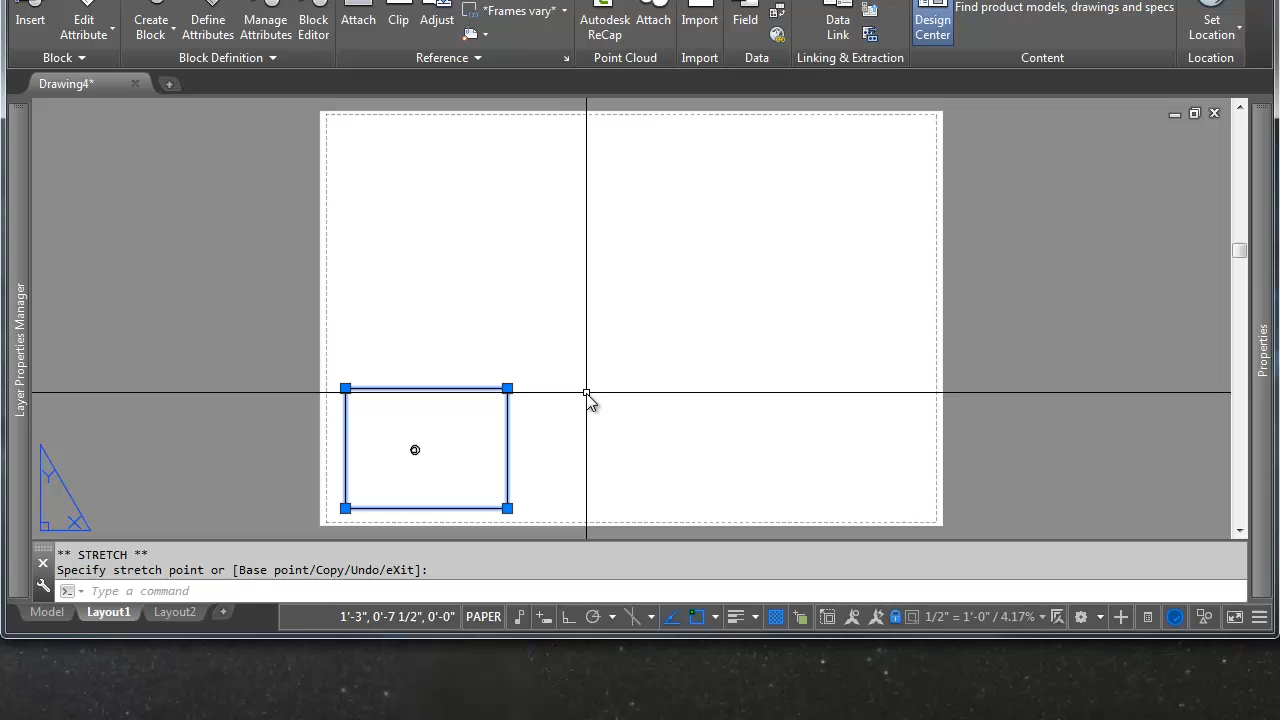 *Frames vary*
Find product models, drawings and specs
Insert
Edit
Attribute
Create
Block
Define
Attributes
Manage
Attributes
Block
Editor
Attach
Clip
Adjust
Autodesk
ReCap
Attach
Import
Field
Data
Link
Design
Center
Set
Location
Block
Block Definition
Reference
Point Cloud
Import
Data
Linking & Extraction
Content
Location
Drawing4*
Layer Properties Manager
Properties
Y
X
** STRETCH **
Specify stretch point or [Base point/Copy/Undo/eXit]:
Type a command
Model
Layout1
Layout2
1'-3", 0'-7 1/2", 0'-0"
PAPER
1/2" = 1'-0" / 4.17%